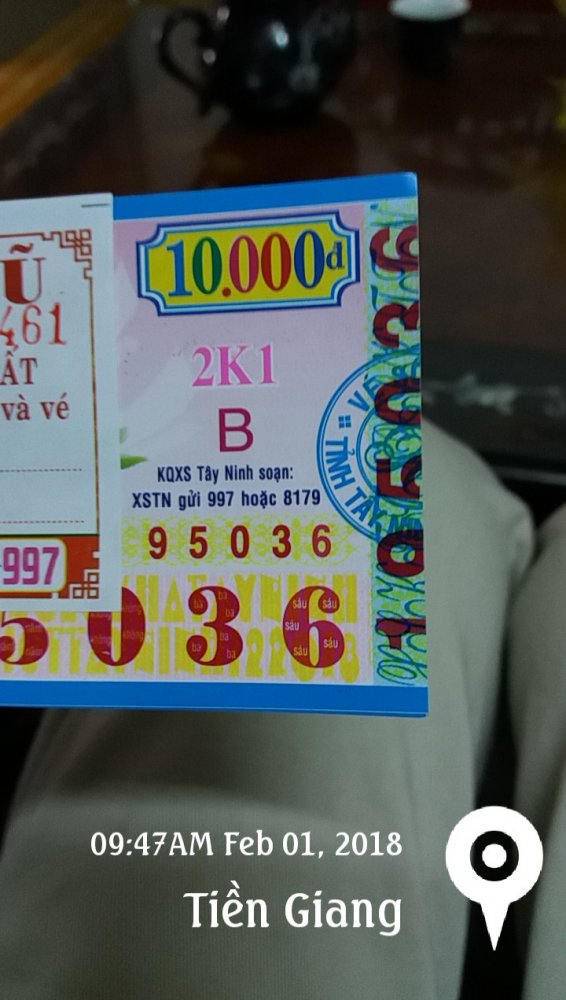 10.000đ
2K1
B
KQXS Tây Ninh soạn:
XSTN gửi 997 hoặc 8179
95036
5036
Ũ
461
ẤT
và vé
997
TỈNH TÂY
95036
09:47AM Feb 01, 2018
Tiền Giang